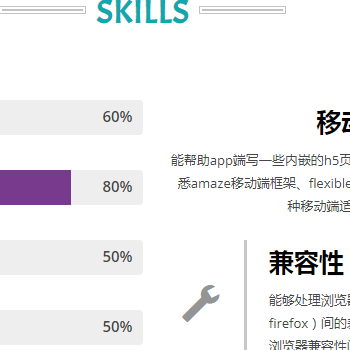 SKILLS
60%
80%
50%
50%
移动
能帮助app端写一些内嵌的h5页
悉amaze移动端框架、flexible
种移动端适
兼容性
能够处理浏览器
firefox）间的兼
浏览器兼容性问